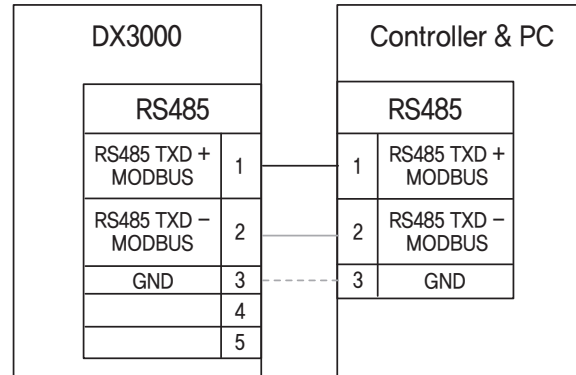 DX3000
RS485
RS485 TXD +
MODBUS
1
RS485 TXD –
MODBUS
2
GND
3
4
5
Controller & PC
RS485
1
RS485 TXD +
MODBUS
2
RS485 TXD –
MODBUS
3
GND